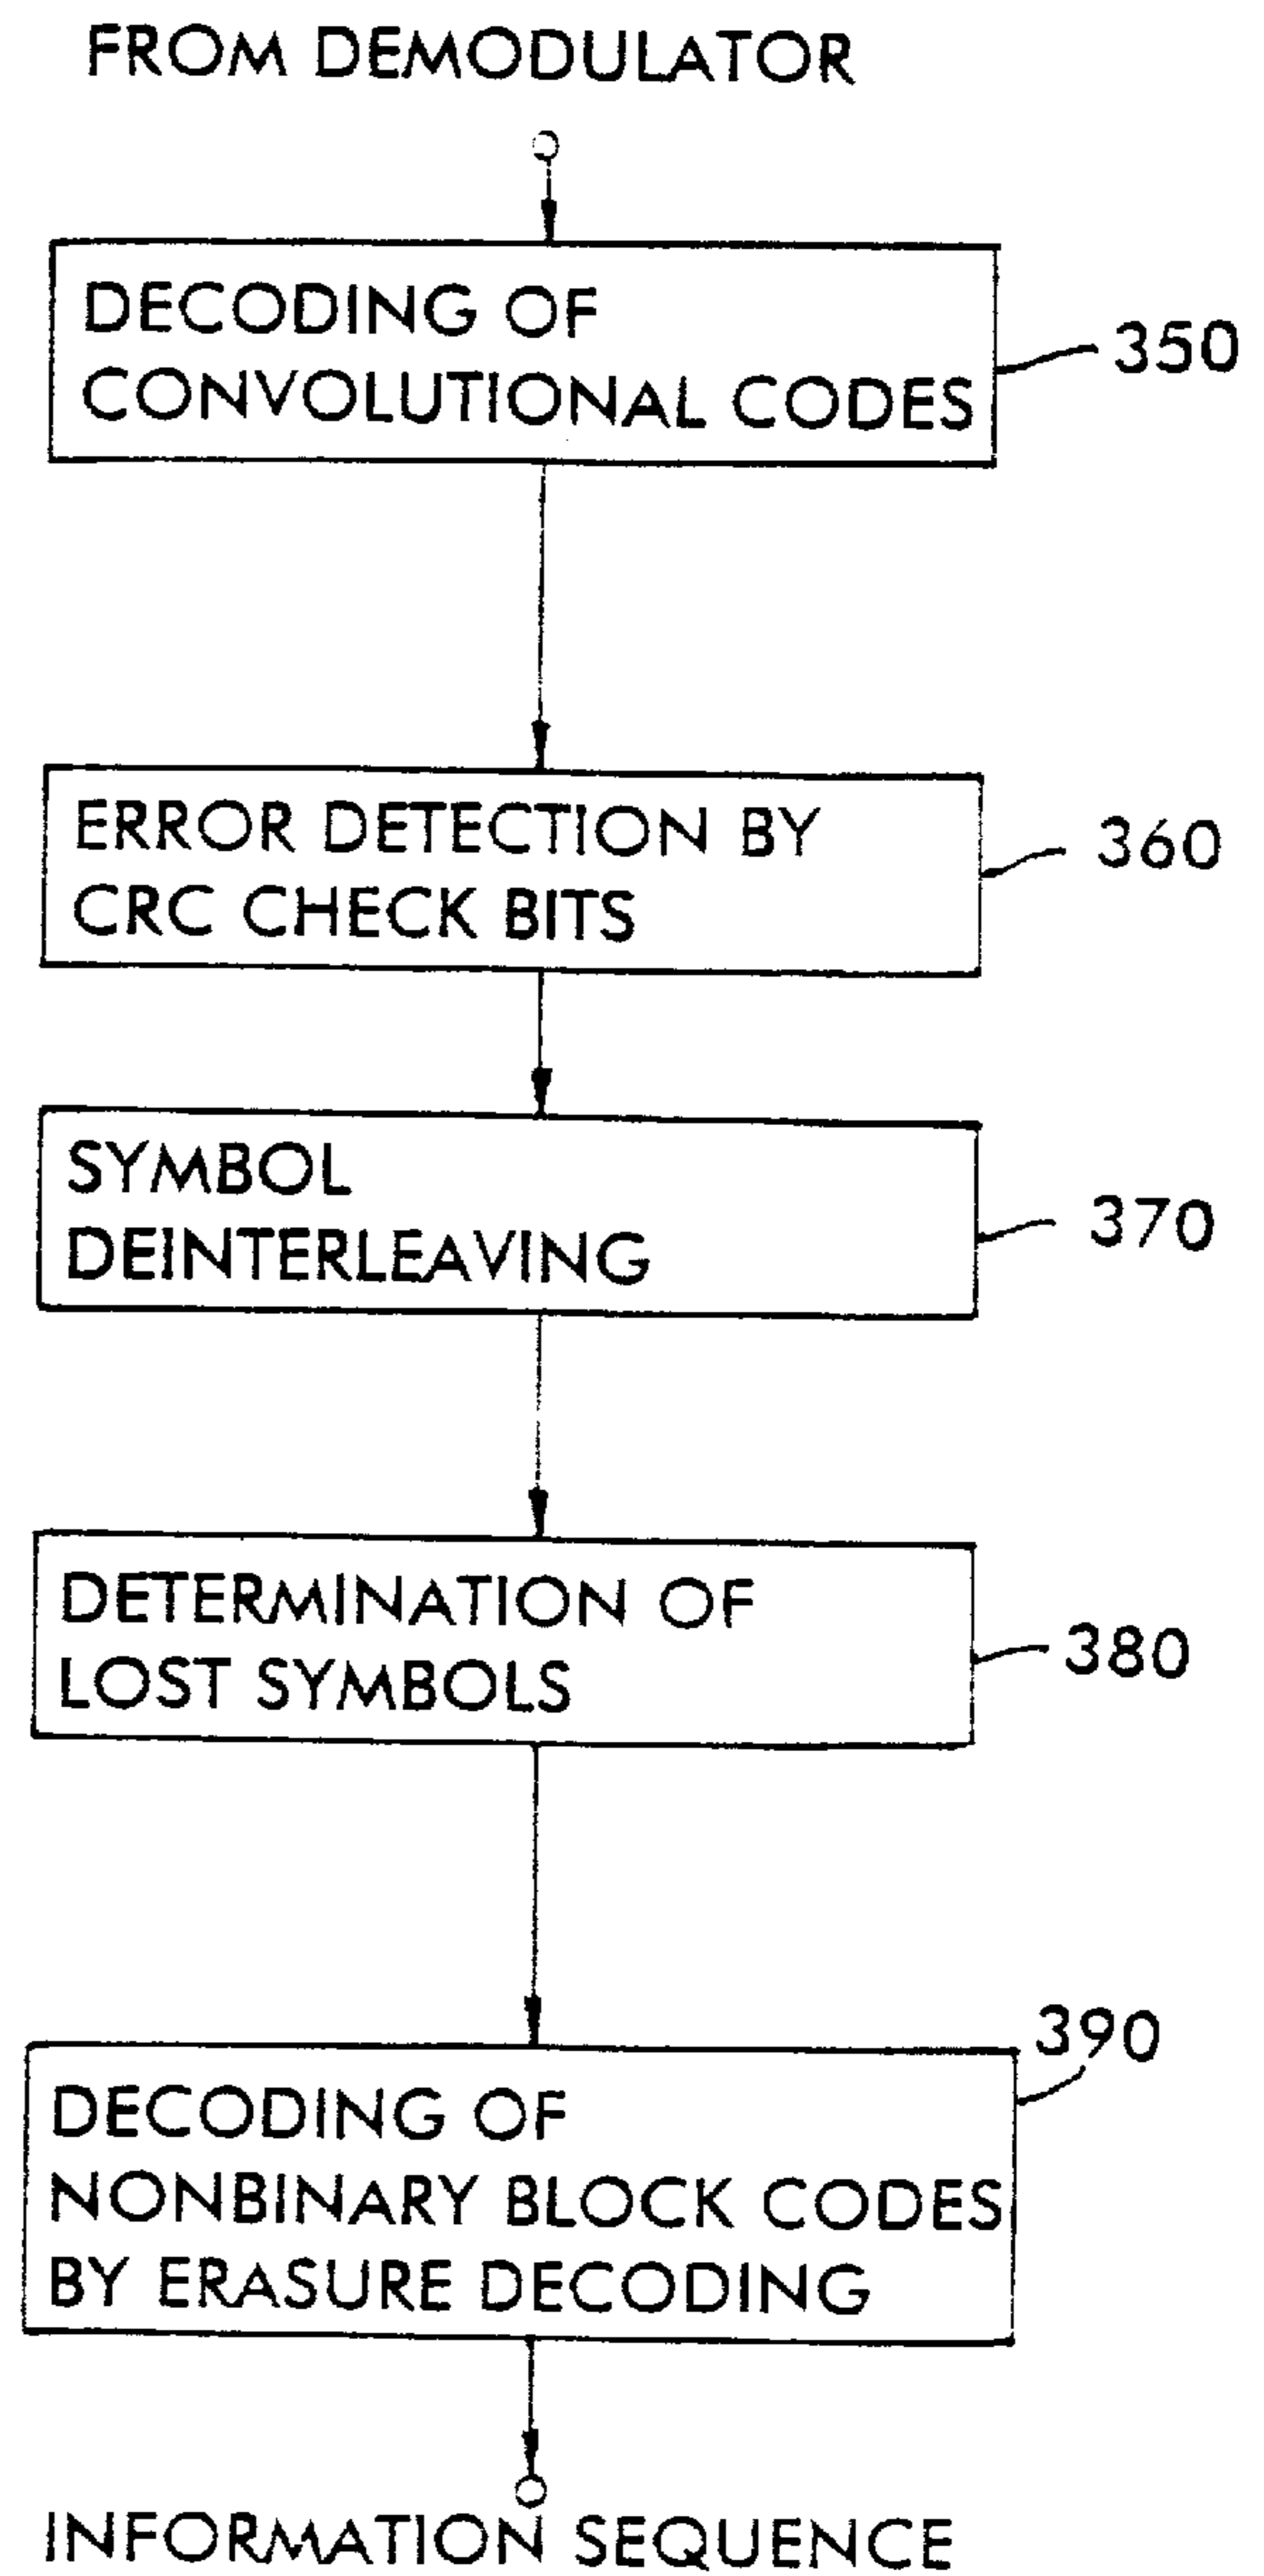 FROM DEMODULATOR
DECODING OF
CONVOLUTIONAL CODES
350
ERROR DETECTION BY
CRC CHECK BITS
360
SYMBOL
DEINTERLEAVING
370
DETERMINATION OF
LOST SYMBOLS
380
390
DECODING OF
NONBINARY BLOCK CODES
BY ERASURE DECODING
INFORMATION SEQUENCE